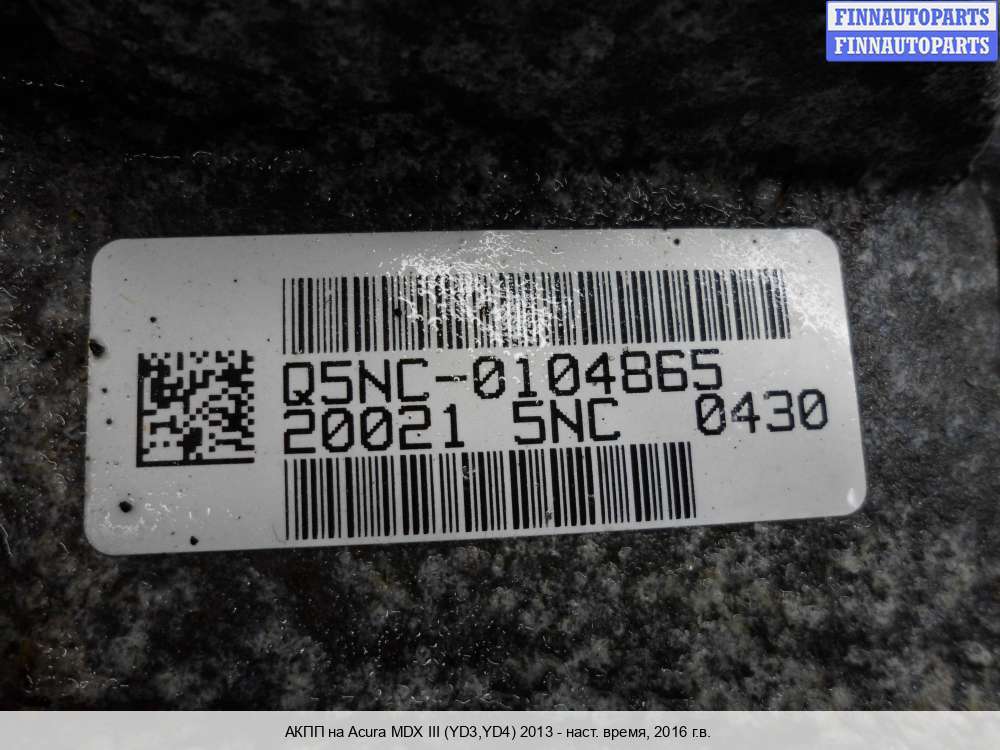 FINNAUTOPARTS
FINNAUTOPARTS
Q5NC-0104865
20021 5NC 0430
АКПП на Acura MDX III (YD3,YD4) 2013 - наст. время, 2016 г.в.